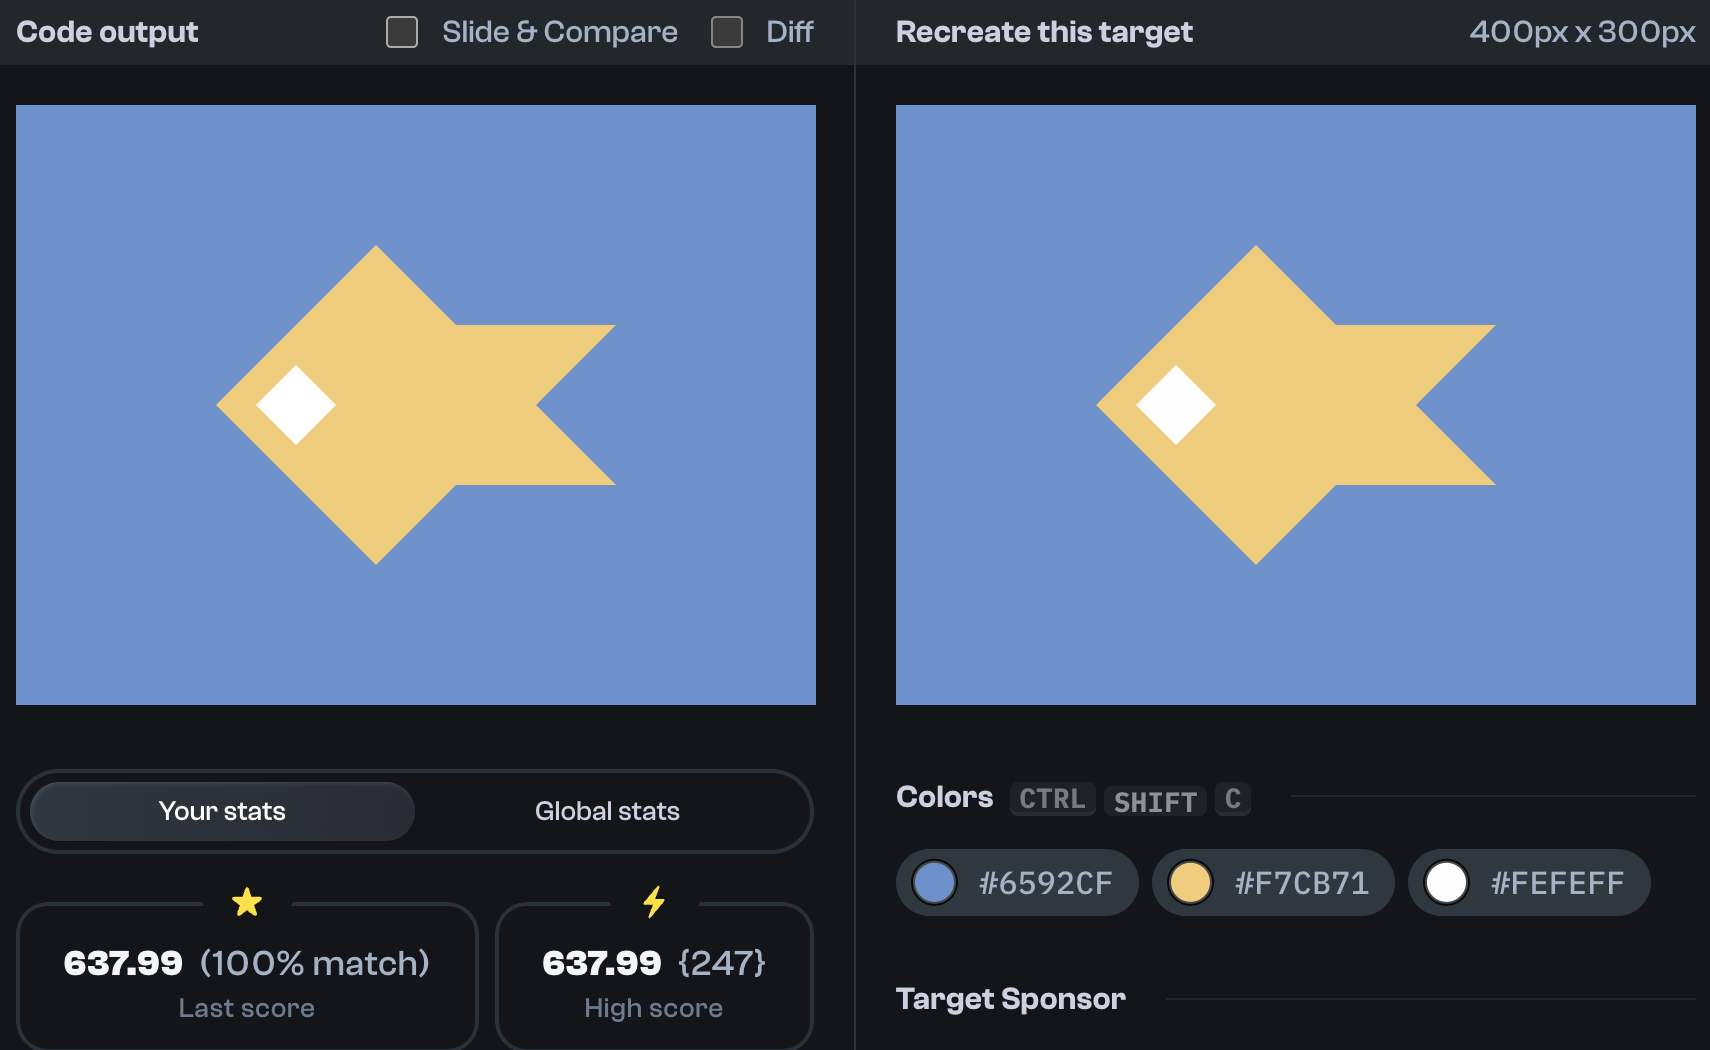 Code output
Slide & Compare
Diff
Recreate this target
400px x 300px
Your stats
Global stats
637.99 (100% match)
Last score
637.99 {247}
High score
Colors CTRL SHIFT C
#6592CF
#F7CB71
#FEFEFF
Target Sponsor